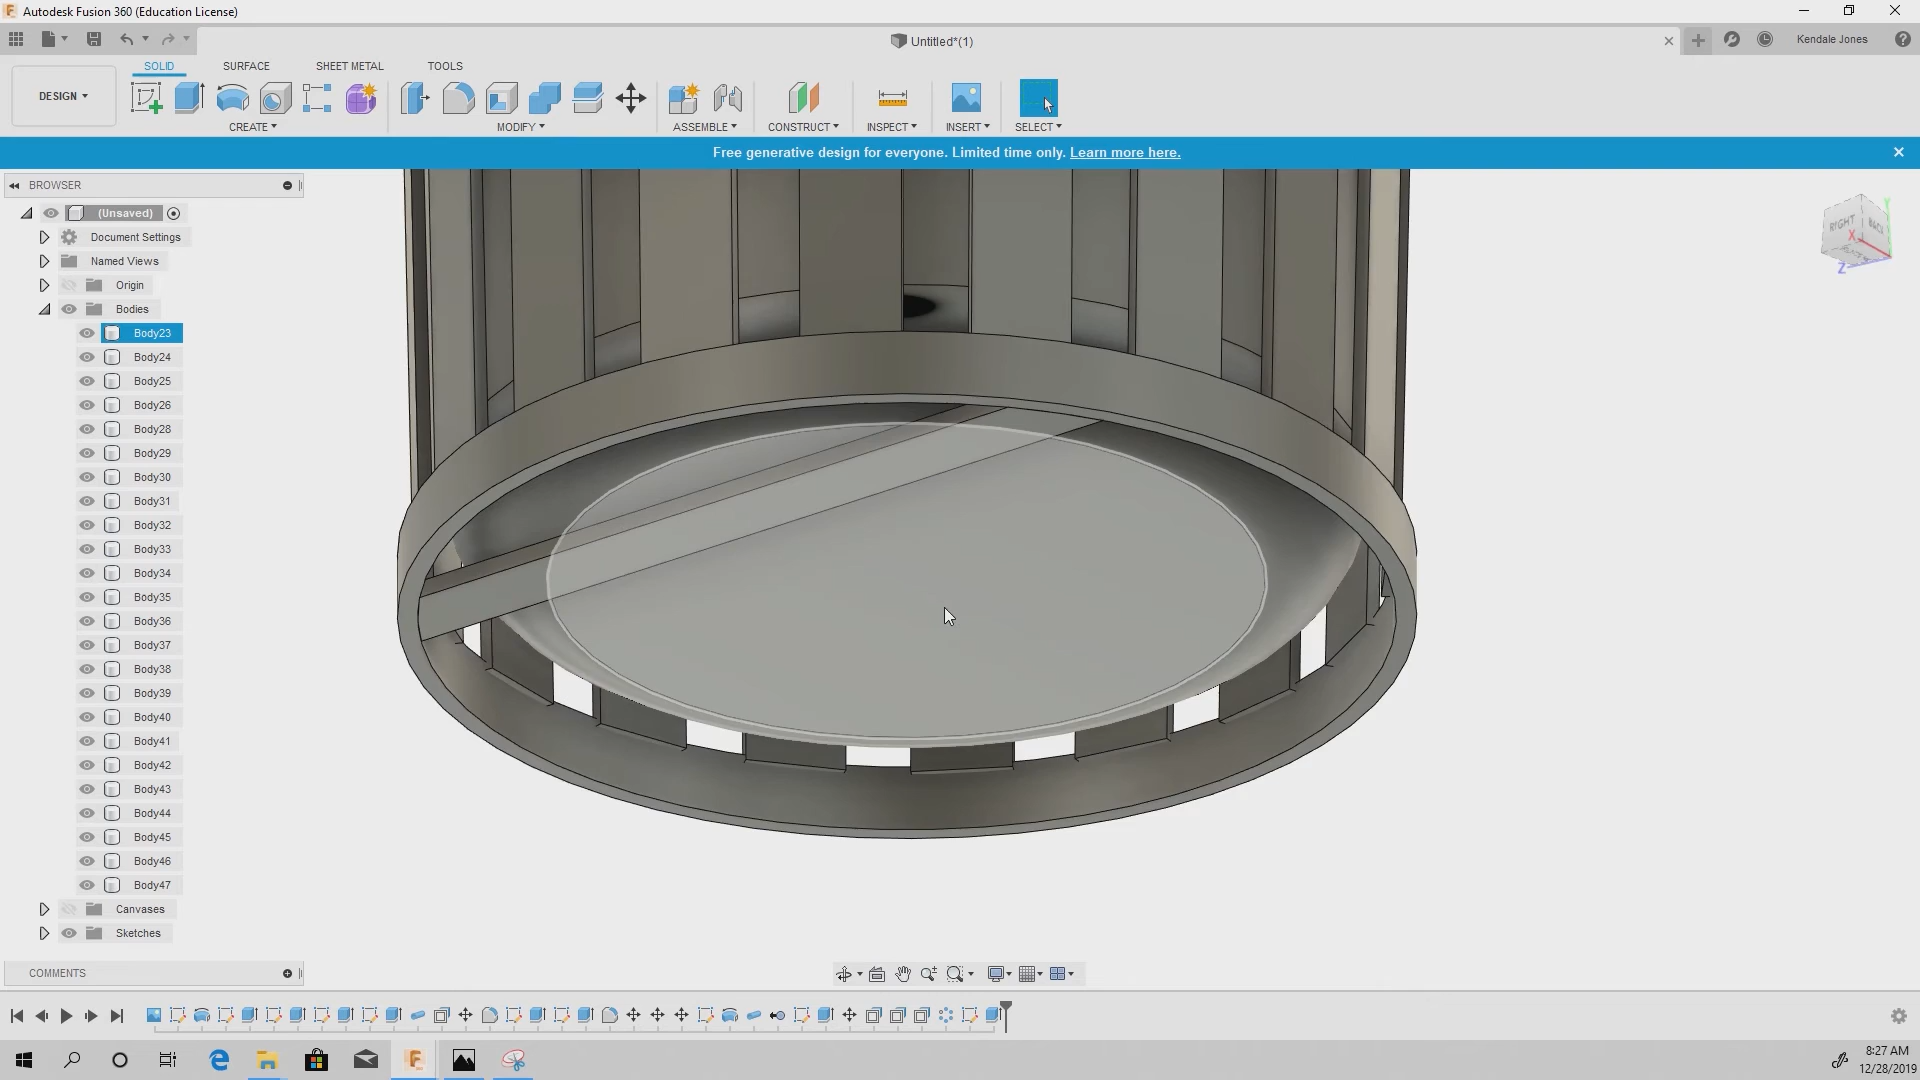 Autodesk Fusion 360 (Education License)
Untitled*(1)
Kendale Jones
SOLID
SURFACE
SHEET METAL
TOOLS
DESIGN
CREATE
MODIFY
ASSEMBLE
CONSTRUCT
INSPECT
INSERT
SELECT
Free generative design for everyone. Limited time only. Learn more here.
BROWSER
(Unsaved)
Document Settings
Named Views
Origin
Bodies
Body23
Body24
Body25
Body26
Body28
Body29
Body30
Body31
Body32
Body33
Body34
Body35
Body36
Body37
Body38
Body39
Body40
Body41
Body42
Body43
Body44
Body45
Body46
Body47
Canvases
Sketches
RIGHT
BACK
X
Y
Z
COMMENTS
8:27 AM
12/28/2019